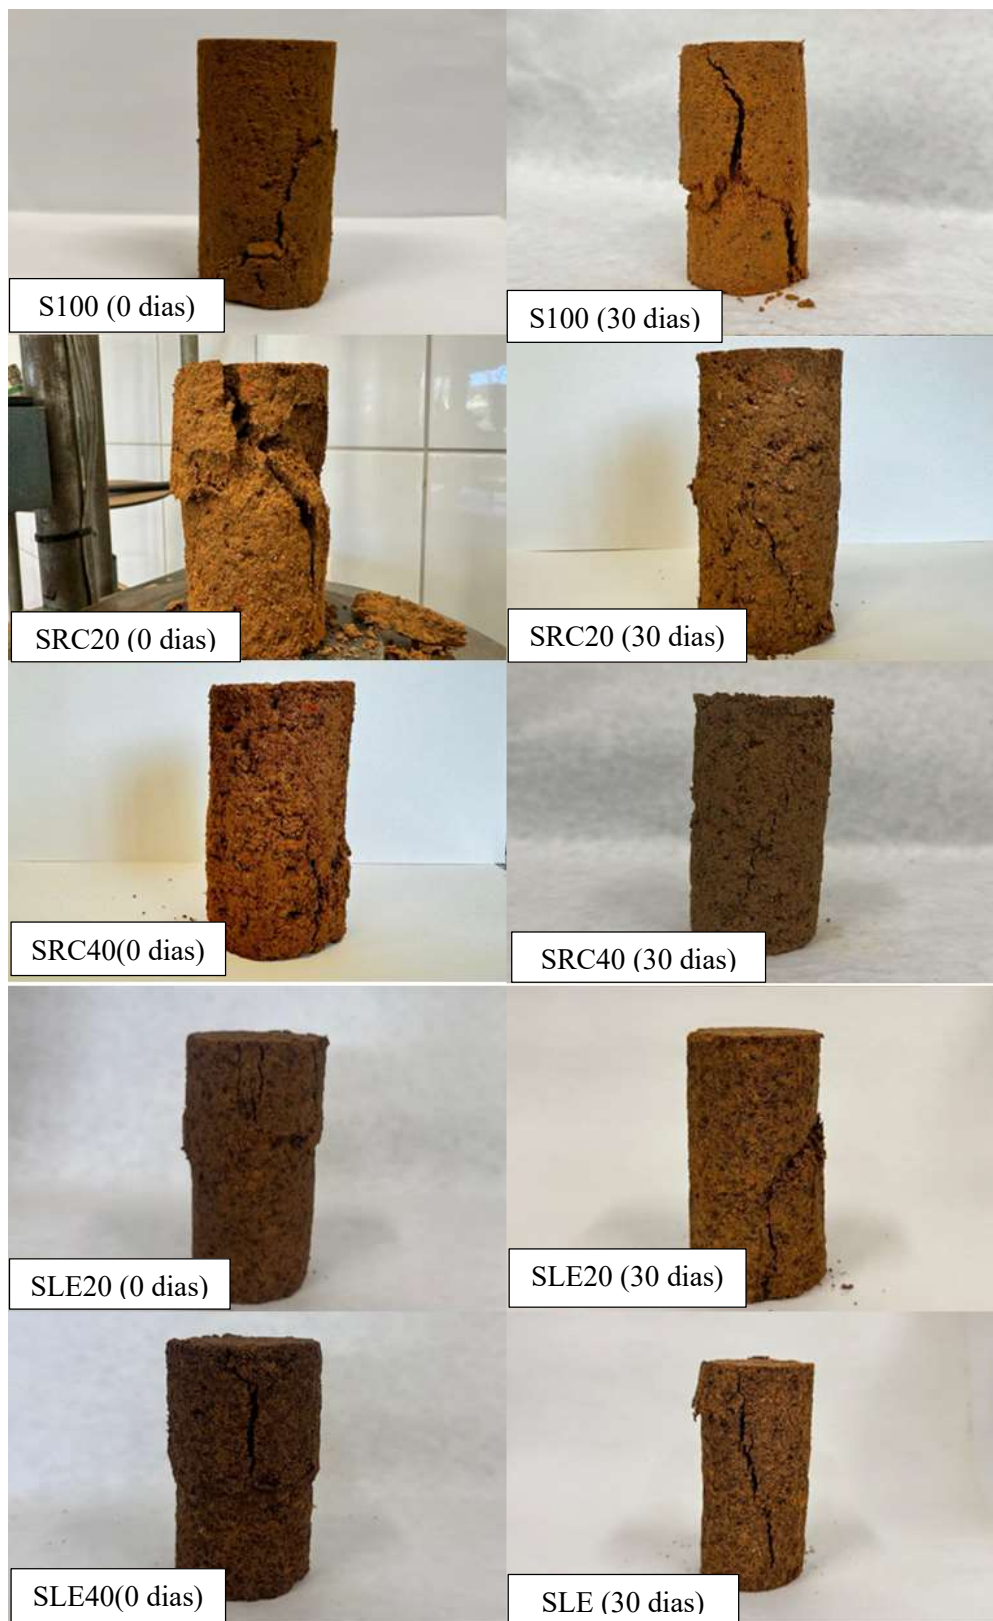 S100 (0 dias)
S100 (30 dias)
SRC20 (0 dias)
SRC20 (30 dias)
SRC40(0 dias)
SRC40 (30 dias)
SLE20 (0 dias)
SLE20 (30 dias)
SLE40(0 dias)
SLE (30 dias)